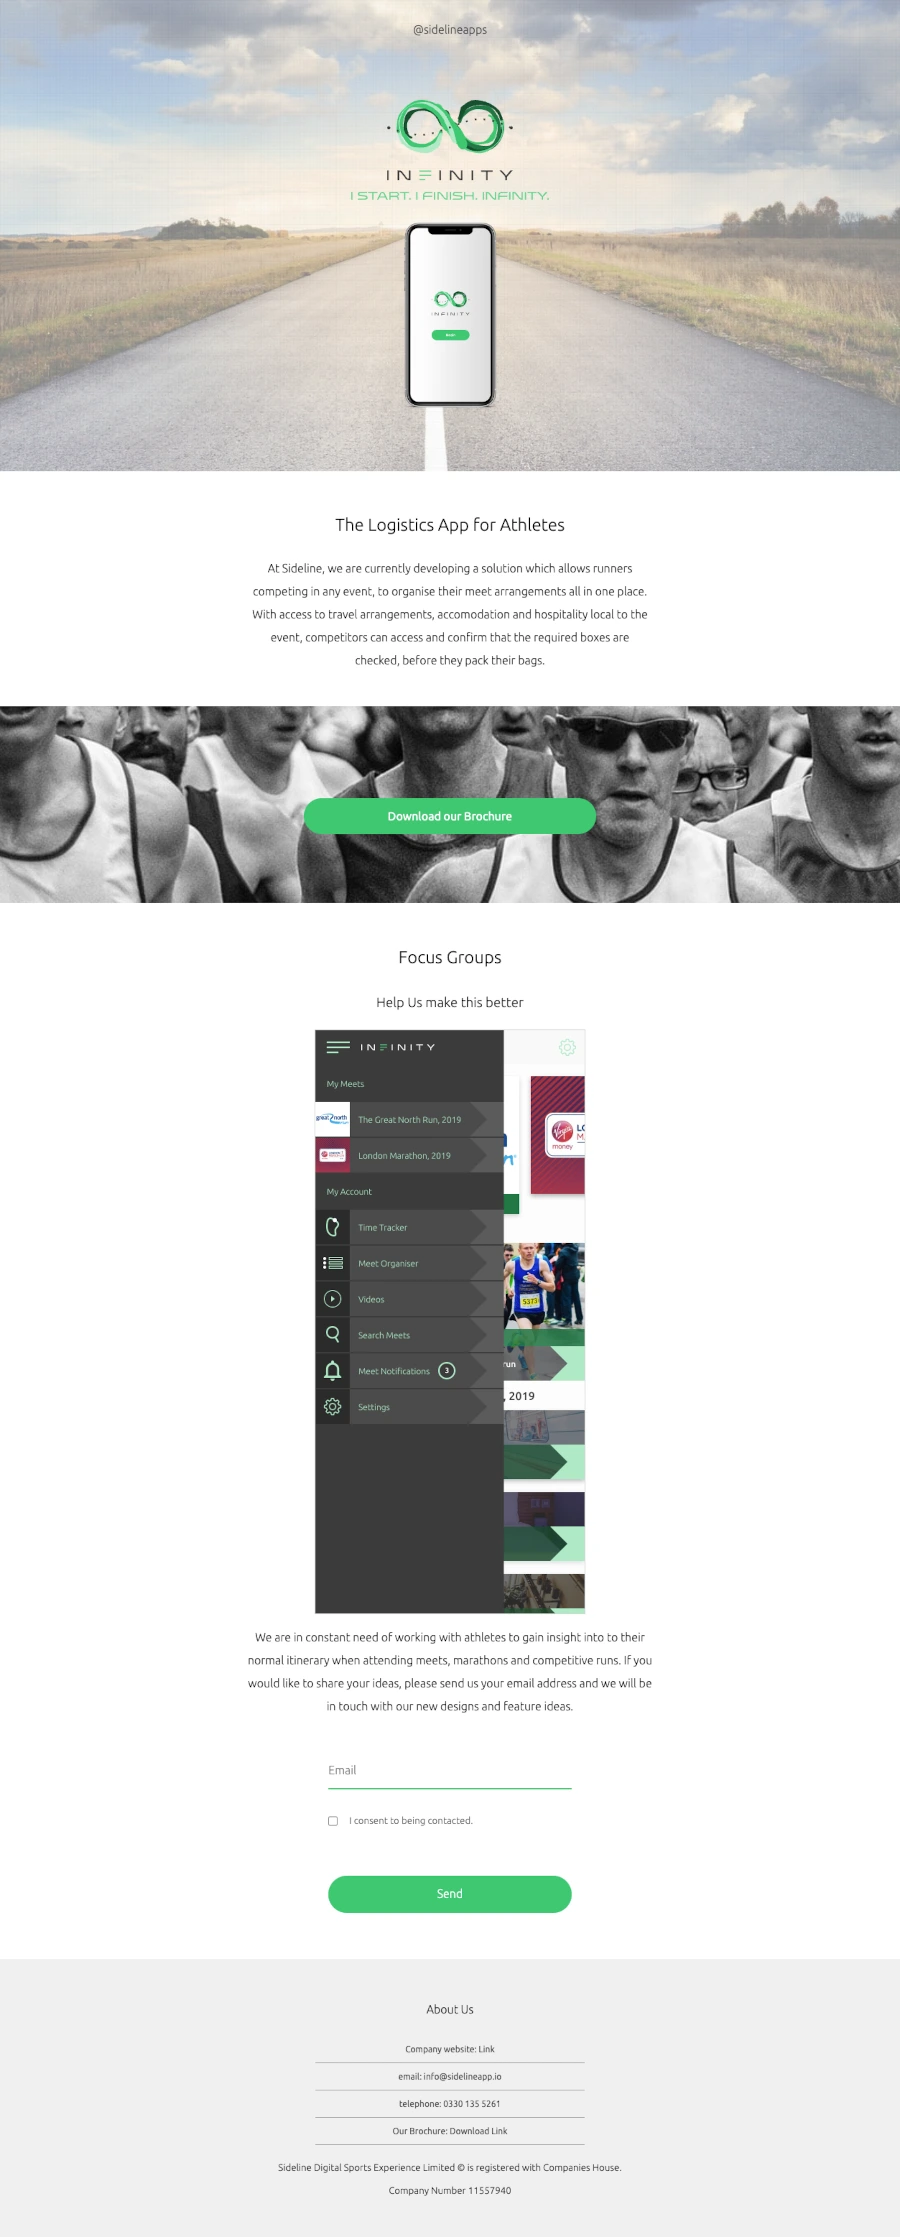 @sidelineapps
INFINITY
I START. I FINISH. INFINITY.
INFINITY
The Logistics App for Athletes
At Sideline, we are currently developing a solution which allows runners
competing in any event, to organise their meet arrangements all in one place.
With access to travel arrangements, accomodation and hospitality local to the
event, competitors can access and confirm that the required boxes are
checked, before they pack their bags.
Download our Brochure
Focus Groups
Help Us make this better
INFINITY
My Meets
great north
The Great North Run, 2019
London Marathon, 2019
Virgin money
My Account
Time Tracker
Meet Organiser
Videos
5373
Search Meets
run
Meet Notifications 3
, 2019
Settings
We are in constant need of working with athletes to gain insight into to their
normal itinerary when attending meets, marathons and competitive runs. If you
would like to share your ideas, please send us your email address and we will be
in touch with our new designs and feature ideas.
Email
I consent to being contacted.
Send
About Us
Company website: Link
email: info@sidelineapp.io
telephone: 0330 135 5261
Our Brochure: Download Link
Sideline Digital Sports Experience Limited © is registered with Companies House.
Company Number 11557940